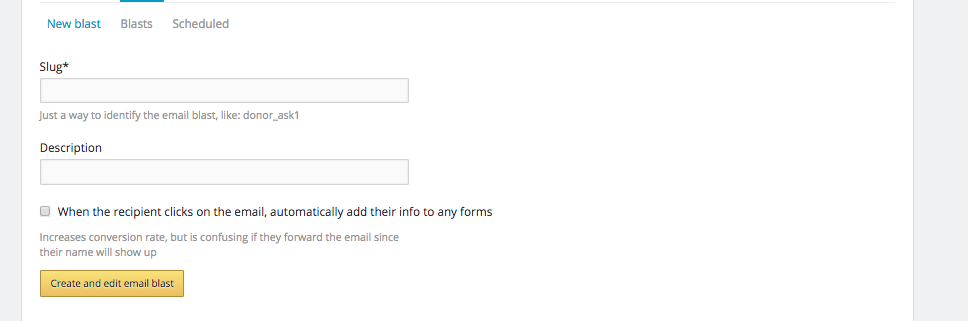 New blast Blasts Scheduled
Slug*
Just a way to identify the email blast, like: donor_ask1
Description
When the recipient clicks on the email, automatically add their info to any forms
Increases conversion rate, but is confusing if they forward the email since
their name will show up
Create and edit email blast